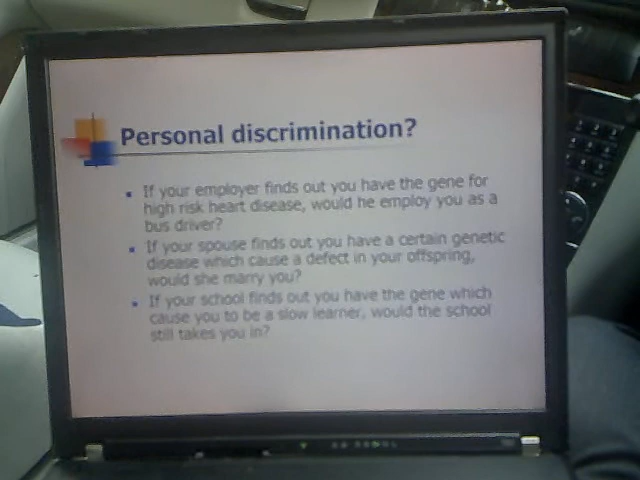 Personal discrimination?
If your employer finds out you have the gene for
high risk heart disease, would he employ you as a
bus driver?
If your spouse finds out you have a certain genetic
disease which cause a defect in your offspring,
would she marry you?
If your school finds out you have the gene which
cause you to be a slow learner, would the school
still takes you in?